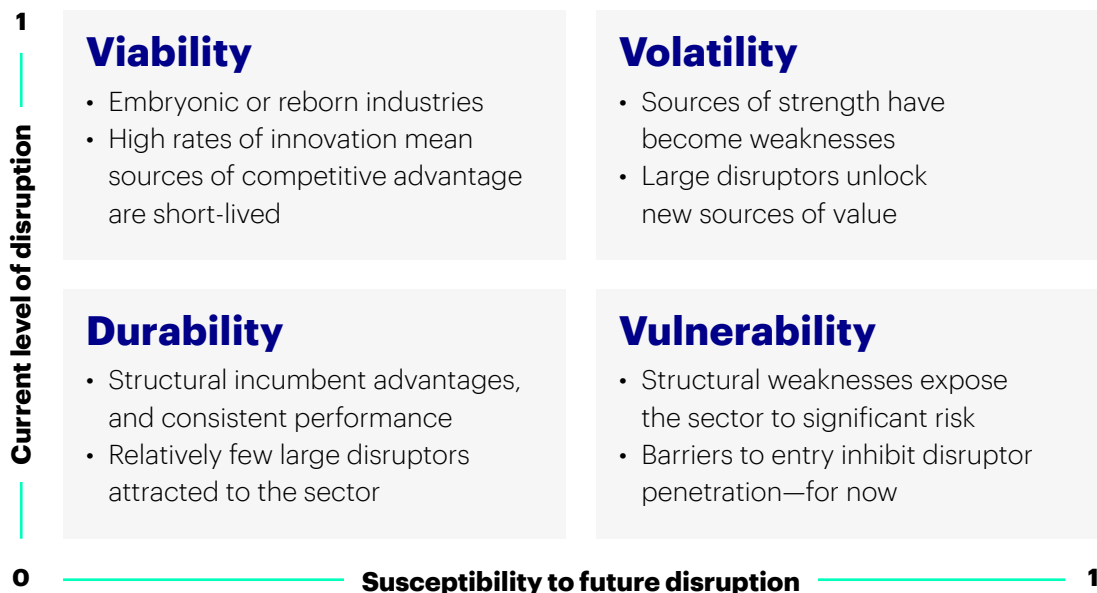 1
Current level of disruption
Viability
• Embryonic or reborn industries
• High rates of innovation mean
sources of competitive advantage
are short-lived
Volatility
• Sources of strength have
become weaknesses
• Large disruptors unlock
new sources of value
Durability
• Structural incumbent advantages,
and consistent performance
• Relatively few large disruptors
attracted to the sector
Vulnerability
• Structural weaknesses expose
the sector to significant risk
• Barriers to entry inhibit disruptor
penetration—for now
0
Susceptibility to future disruption
1